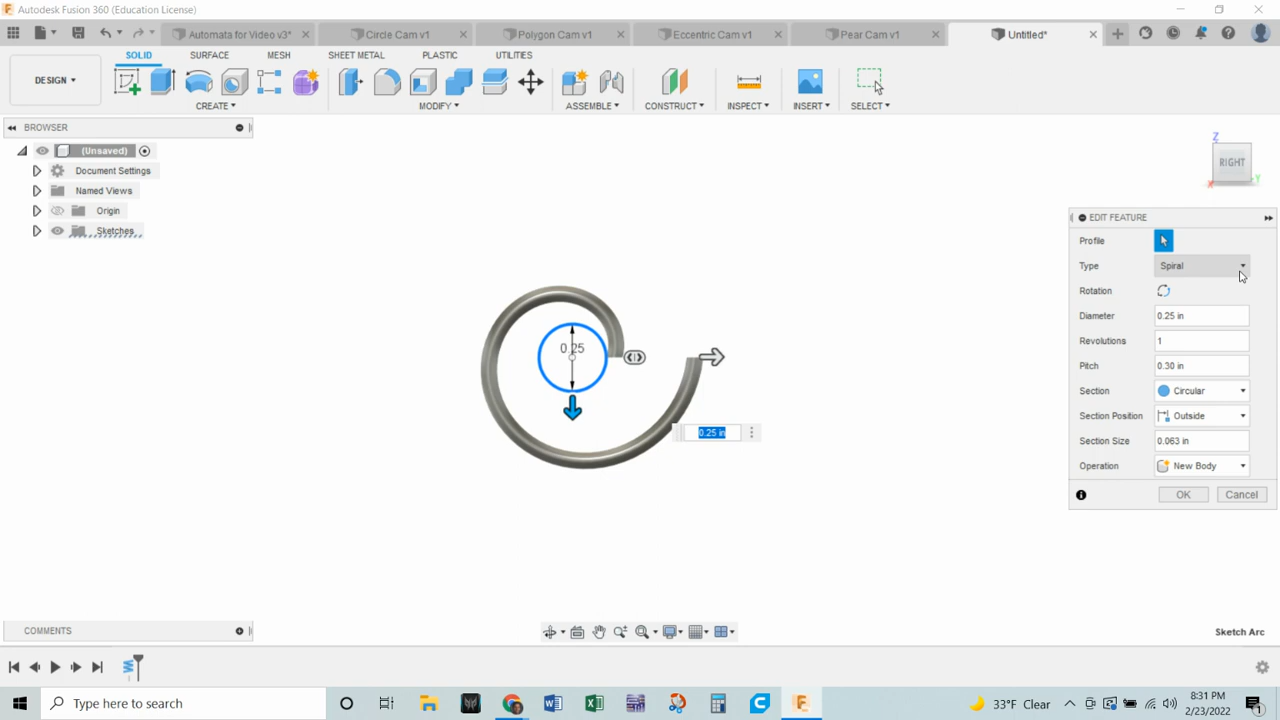 Autodesk Fusion 360 (Education License)
Automata for Video v3*
Circle Cam v1
Polygon Cam v1
Eccentric Cam v1
Pear Cam v1
Untitled*
SOLID
SURFACE
MESH
SHEET METAL
PLASTIC
UTILITIES
DESIGN
CREATE
MODIFY
ASSEMBLE
CONSTRUCT
INSPECT
INSERT
SELECT
BROWSER
(Unsaved)
Document Settings
Named Views
Origin
Sketches
Z
RIGHT
X
Y
EDIT FEATURE
Profile
Type Spiral
Rotation
Diameter 0.25 in
Revolutions 1
Pitch 0.30 in
Section Circular
Section Position Outside
Section Size 0.063 in
Operation New Body
OK Cancel
0.25
0.25 in
COMMENTS
Sketch Arc
Type here to search
33°F Clear
8:31 PM
2/23/2022
1